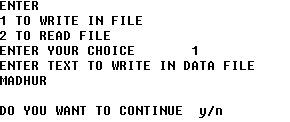 ENTER
1 TO WRITE IN FILE
2 TO READ FILE
ENTER YOUR CHOICE       1
ENTER TEXT TO WRITE IN DATA FILE
MADHUR
DO YOU WANT TO CONTINUE  y/n